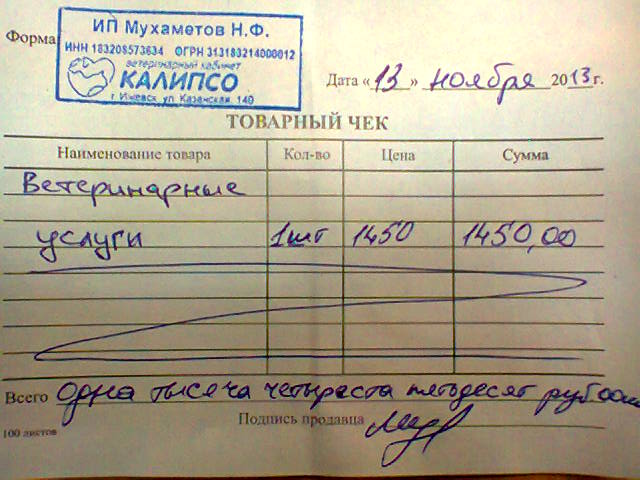 Форма
ИП Мухаметов Н.Ф.
ИНН 183208573634 ОГРН 313183214000012
ветеринарный кабинет
КАЛИПСО
г. Ижевск ул. Казанская, 140
Дата «13» ноября 2013г.
ТОВАРНЫЙ ЧЕК
Наименование товара Кол-во Цена Сумма
Ветеринарные
услуги 1шт 1450 1450,00
Всего одна тысяча четыреста пятьдесят
Подпись продавца
100 листов